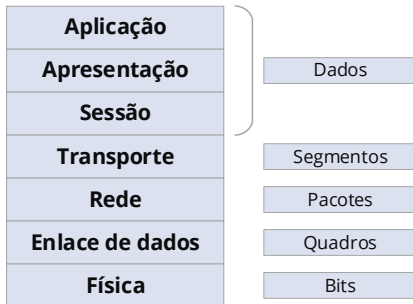 Aplicação
Apresentação
Dados
Sessão
Transporte
Segmentos
Rede
Pacotes
Enlace de dados
Quadros
Física
Bits